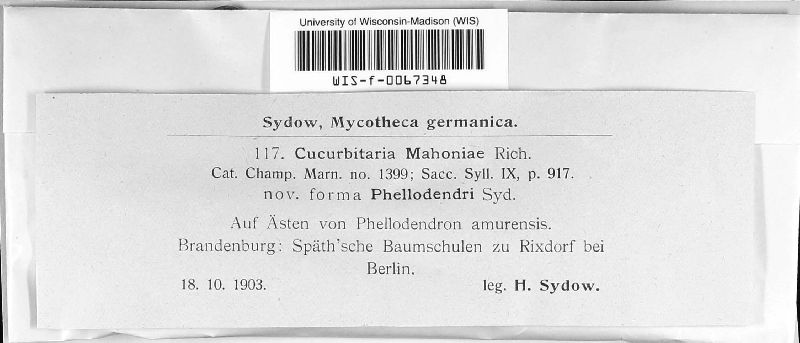 University of Wisconsin-Madison (WIS)
WIS-f-0067348
Sydow, Mycotheca germanica.
117. Cucurbitaria Mahoniae Rich.
Cat. Champ. Marn. no. 1399; Sacc. Syll. IX, p. 917.
nov. forma Phellodendri Syd.
Auf Ästen von Phellodendron amurensis.
Brandenburg: Späth'sche Baumschulen zu Rixdorf bei
Berlin.
18. 10. 1903. leg. H. Sydow.